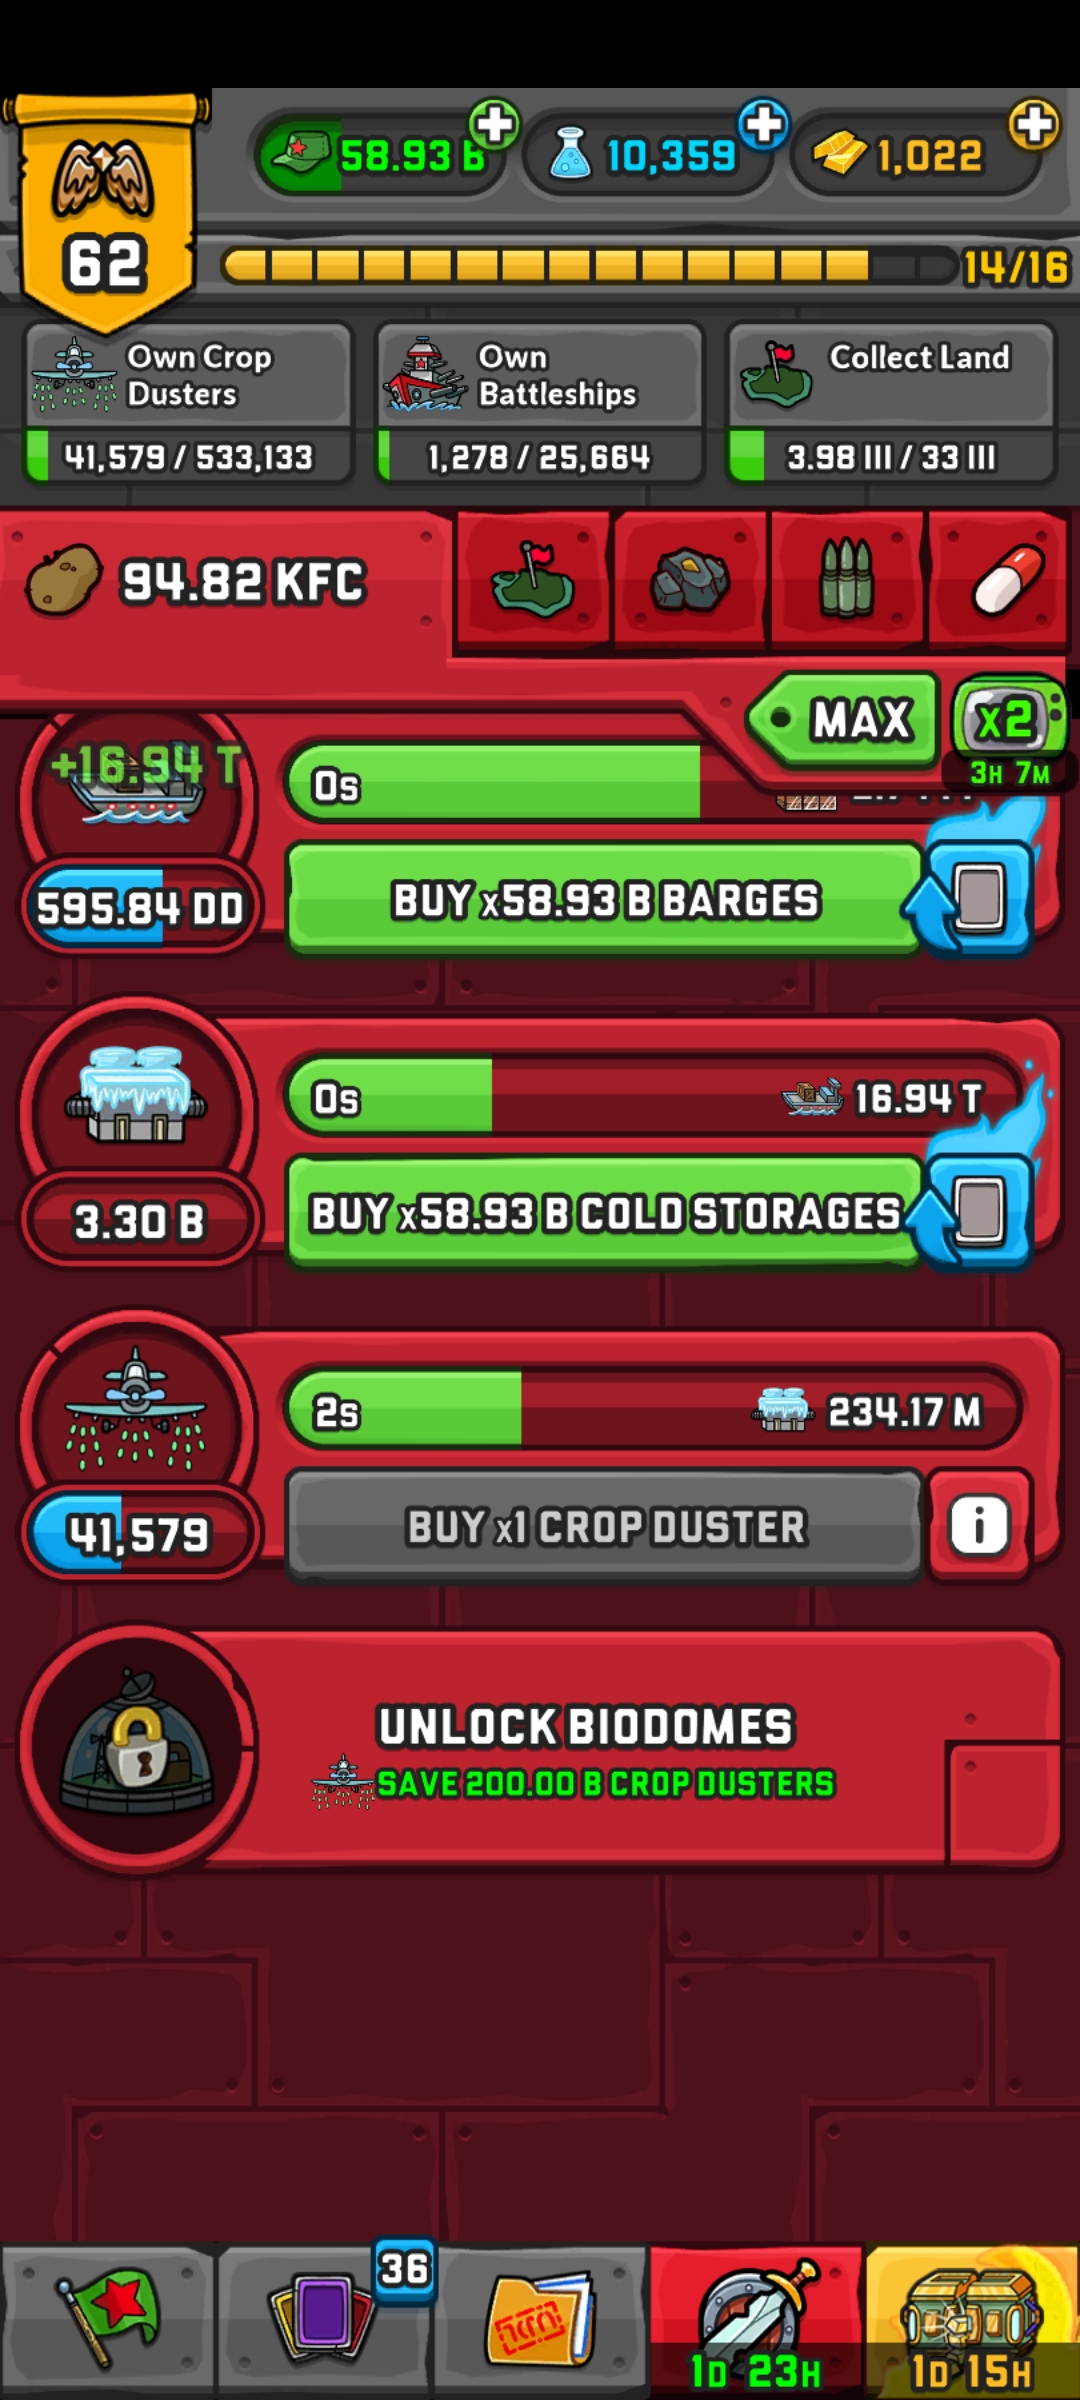 58.93 B
10,359
1,022
62
14/16
Own Crop
Dusters
41,579 / 533,133
Own
Battleships
1,278 / 25,664
Collect Land
3.98 III / 33 III
94.82 KFC
MAX
x2
3H 7M
+16.94 T
0s
595.84 DD
BUY x58.93 B BARGES
0s
16.94 T
3.30 B
BUY x58.93 B COLD STORAGES
2s
234.17 M
41,579
BUY x1 CROP DUSTER
i
UNLOCK BIODOMES
SAVE 200.00 B CROP DUSTERS
36
1D 23H
1D 15H